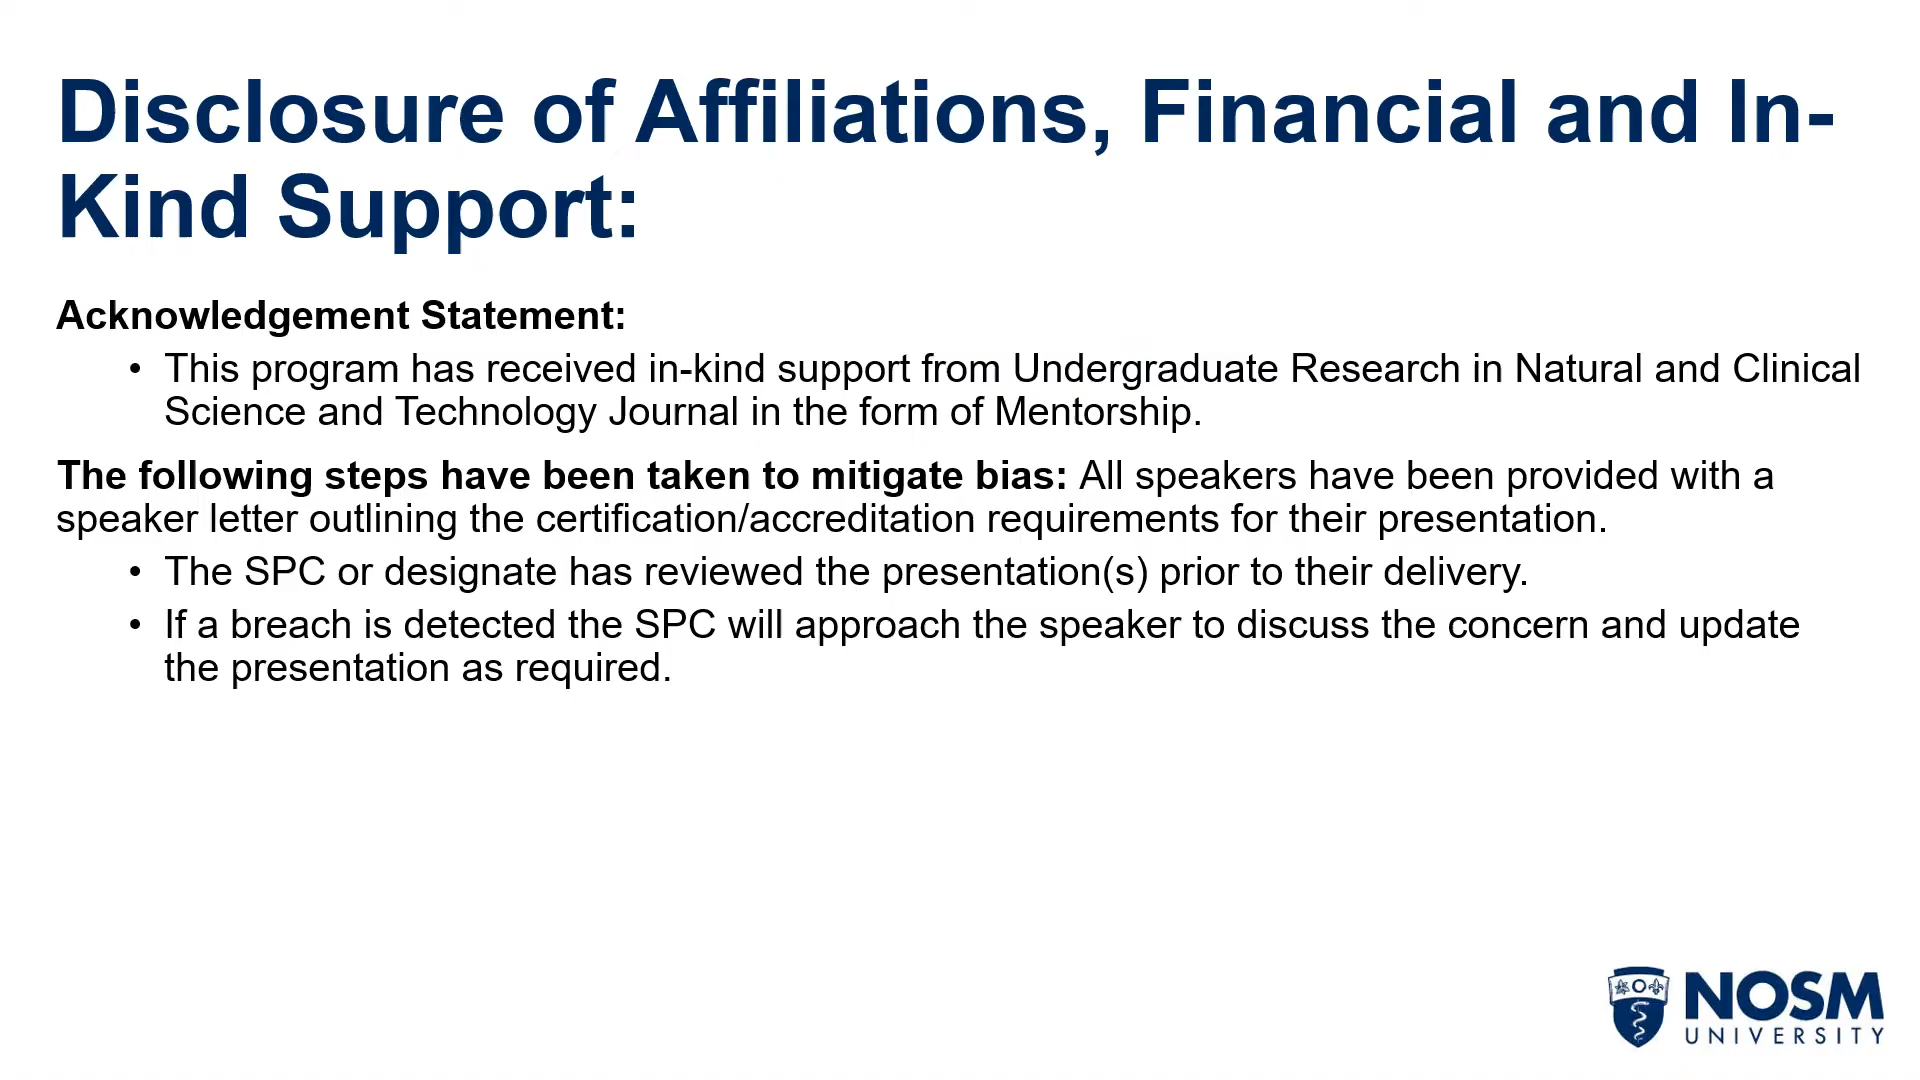 Disclosure of Affiliations, Financial and In-
Kind Support:
Acknowledgement Statement:
• This program has received in-kind support from Undergraduate Research in Natural and Clinical
Science and Technology Journal in the form of Mentorship.
The following steps have been taken to mitigate bias: All speakers have been provided with a
speaker letter outlining the certification/accreditation requirements for their presentation.
• The SPC or designate has reviewed the presentation(s) prior to their delivery.
• If a breach is detected the SPC will approach the speaker to discuss the concern and update
the presentation as required.
NOSM
UNIVERSITY